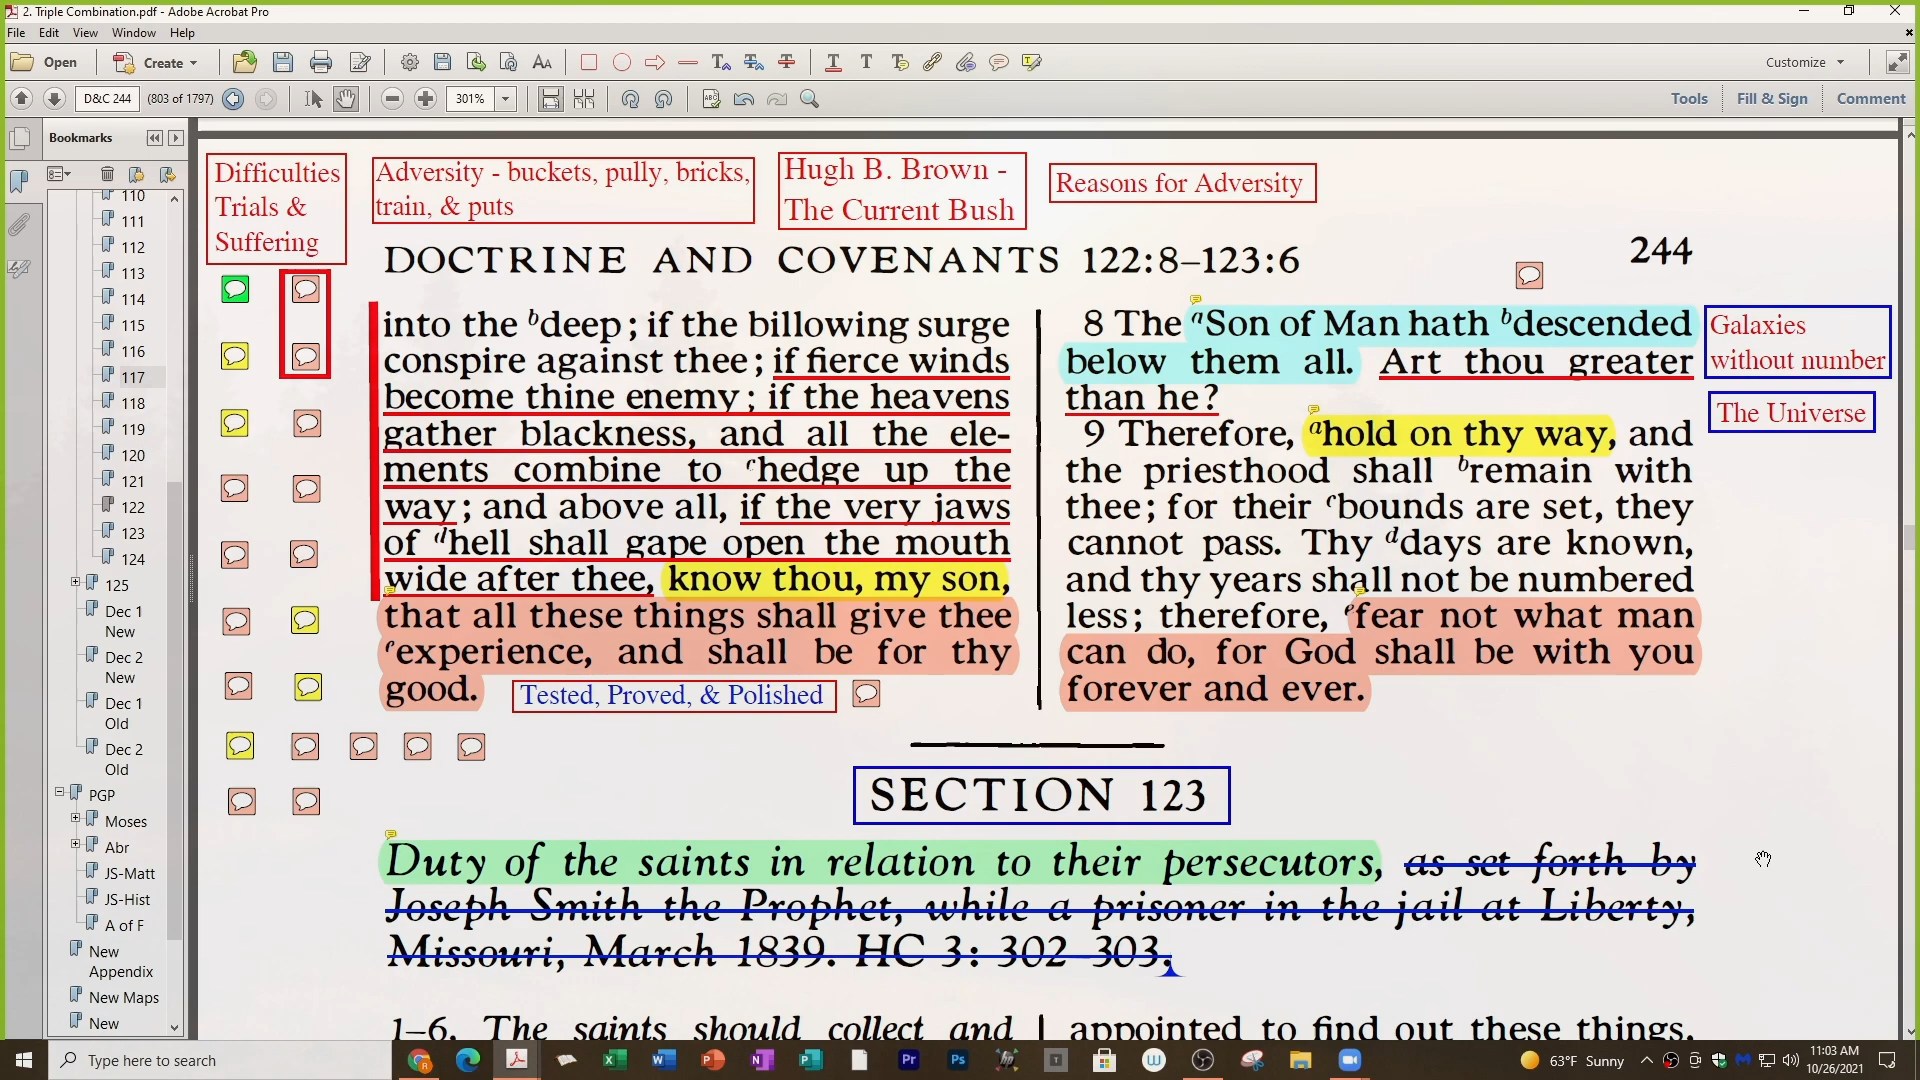 2. Triple Combination.pdf - Adobe Acrobat Pro
File Edit View Window Help
Open Create Customize
D&C 244 (803 of 1797) 301% Tools Fill & Sign Comment
Bookmarks
110
111
112
113
114
115
116
117
118
119
120
121
122
123
124
125
Dec 1
New
Dec 2
New
Dec 1
Old
Dec 2
Old
PGP
Moses
Abr
JS-Matt
JS-Hist
A of F
New
Appendix
New Maps
New
Difficulties
Trials &
Suffering
Adversity - buckets, pully, bricks,
train, & puts
Hugh B. Brown -
The Current Bush
Reasons for Adversity
DOCTRINE AND COVENANTS 122:8–123:6
244
into the bdeep; if the billowing surge
conspire against thee; if fierce winds
become thine enemy; if the heavens
gather blackness, and all the ele-
ments combine to chedge up the
way; and above all, if the very jaws
of dhell shall gape open the mouth
wide after thee, know thou, my son,
that all these things shall give thee
eexperience, and shall be for thy
good.
Tested, Proved, & Polished
8 The aSon of Man hath bdescended
below them all. Art thou greater
than he?
9 Therefore, ahold on thy way, and
the priesthood shall bremain with
thee; for their cbounds are set, they
cannot pass. Thy ddays are known,
and thy years shall not be numbered
less; therefore, efear not what man
can do, for God shall be with you
forever and ever.
Galaxies
without number
The Universe
SECTION 123
Duty of the saints in relation to their persecutors, as set forth by
Joseph Smith the Prophet, while a prisoner in the jail at Liberty,
Missouri, March 1839. HC 3: 302–303.
1–6, The saints should collect and
appointed to find out these things,
Type here to search
63°F Sunny
11:03 AM
10/26/2021